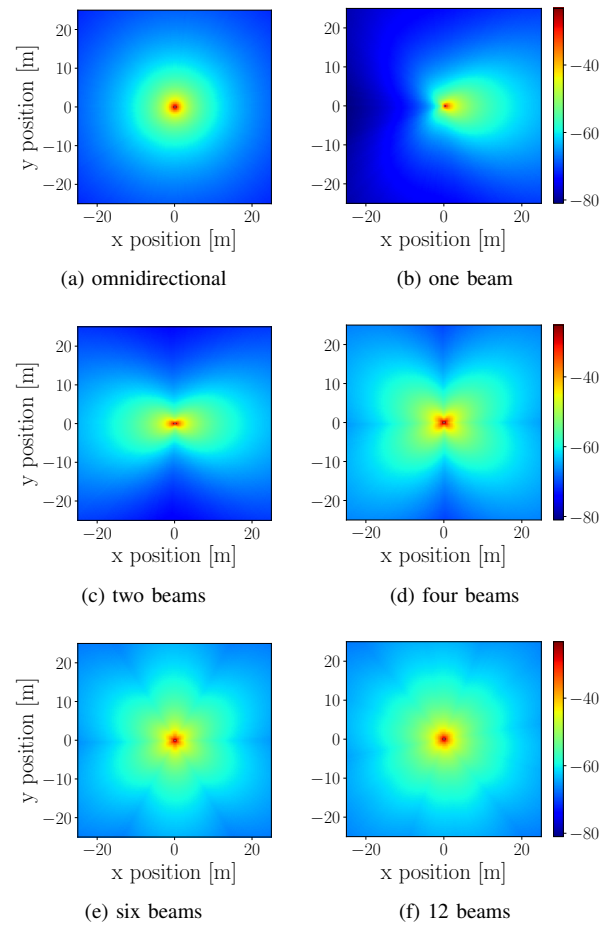 20
10
0
−10
−20
y position [m]
−20 0 20
x position [m]
(a) omnidirectional
20
10
0
−10
−20
−20 0 20
x position [m]
−40
−60
−80
(b) one beam
20
10
0
−10
−20
y position [m]
−20 0 20
x position [m]
(c) two beams
20
10
0
−10
−20
−20 0 20
x position [m]
−40
−60
−80
(d) four beams
20
10
0
−10
−20
y position [m]
−20 0 20
x position [m]
(e) six beams
20
10
0
−10
−20
−20 0 20
x position [m]
−40
−60
−80
(f) 12 beams